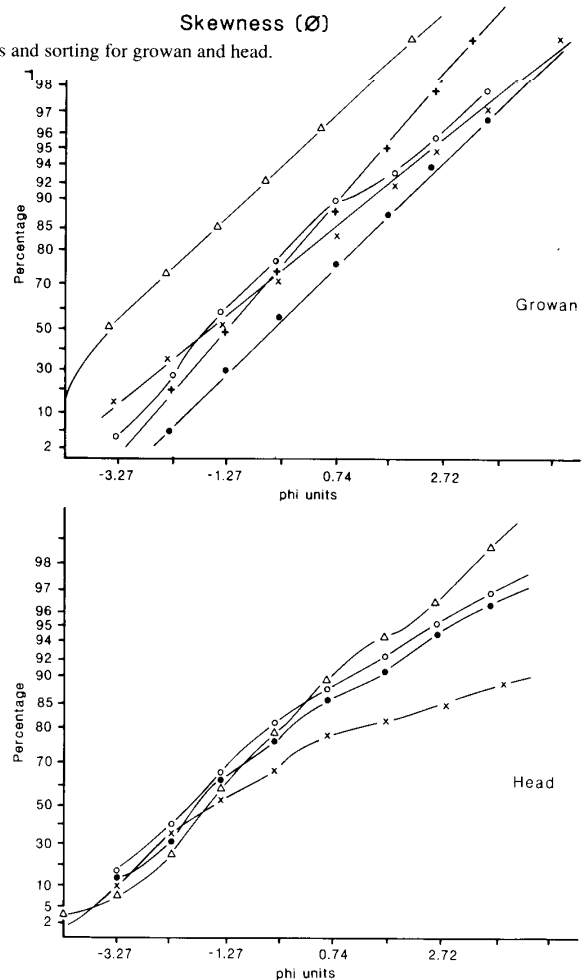 Skewness (Ø)
s and sorting for growan and head.
98
97
96
95
94
92
90
85
80
70
50
30
10
2
Percentage
Growan
-3.27 -1.27 0.74 2.72
phi units
98
97
96
95
94
92
90
85
80
70
50
30
10
5
2
Percentage
Head
-3.27 -1.27 0.74 2.72
phi units